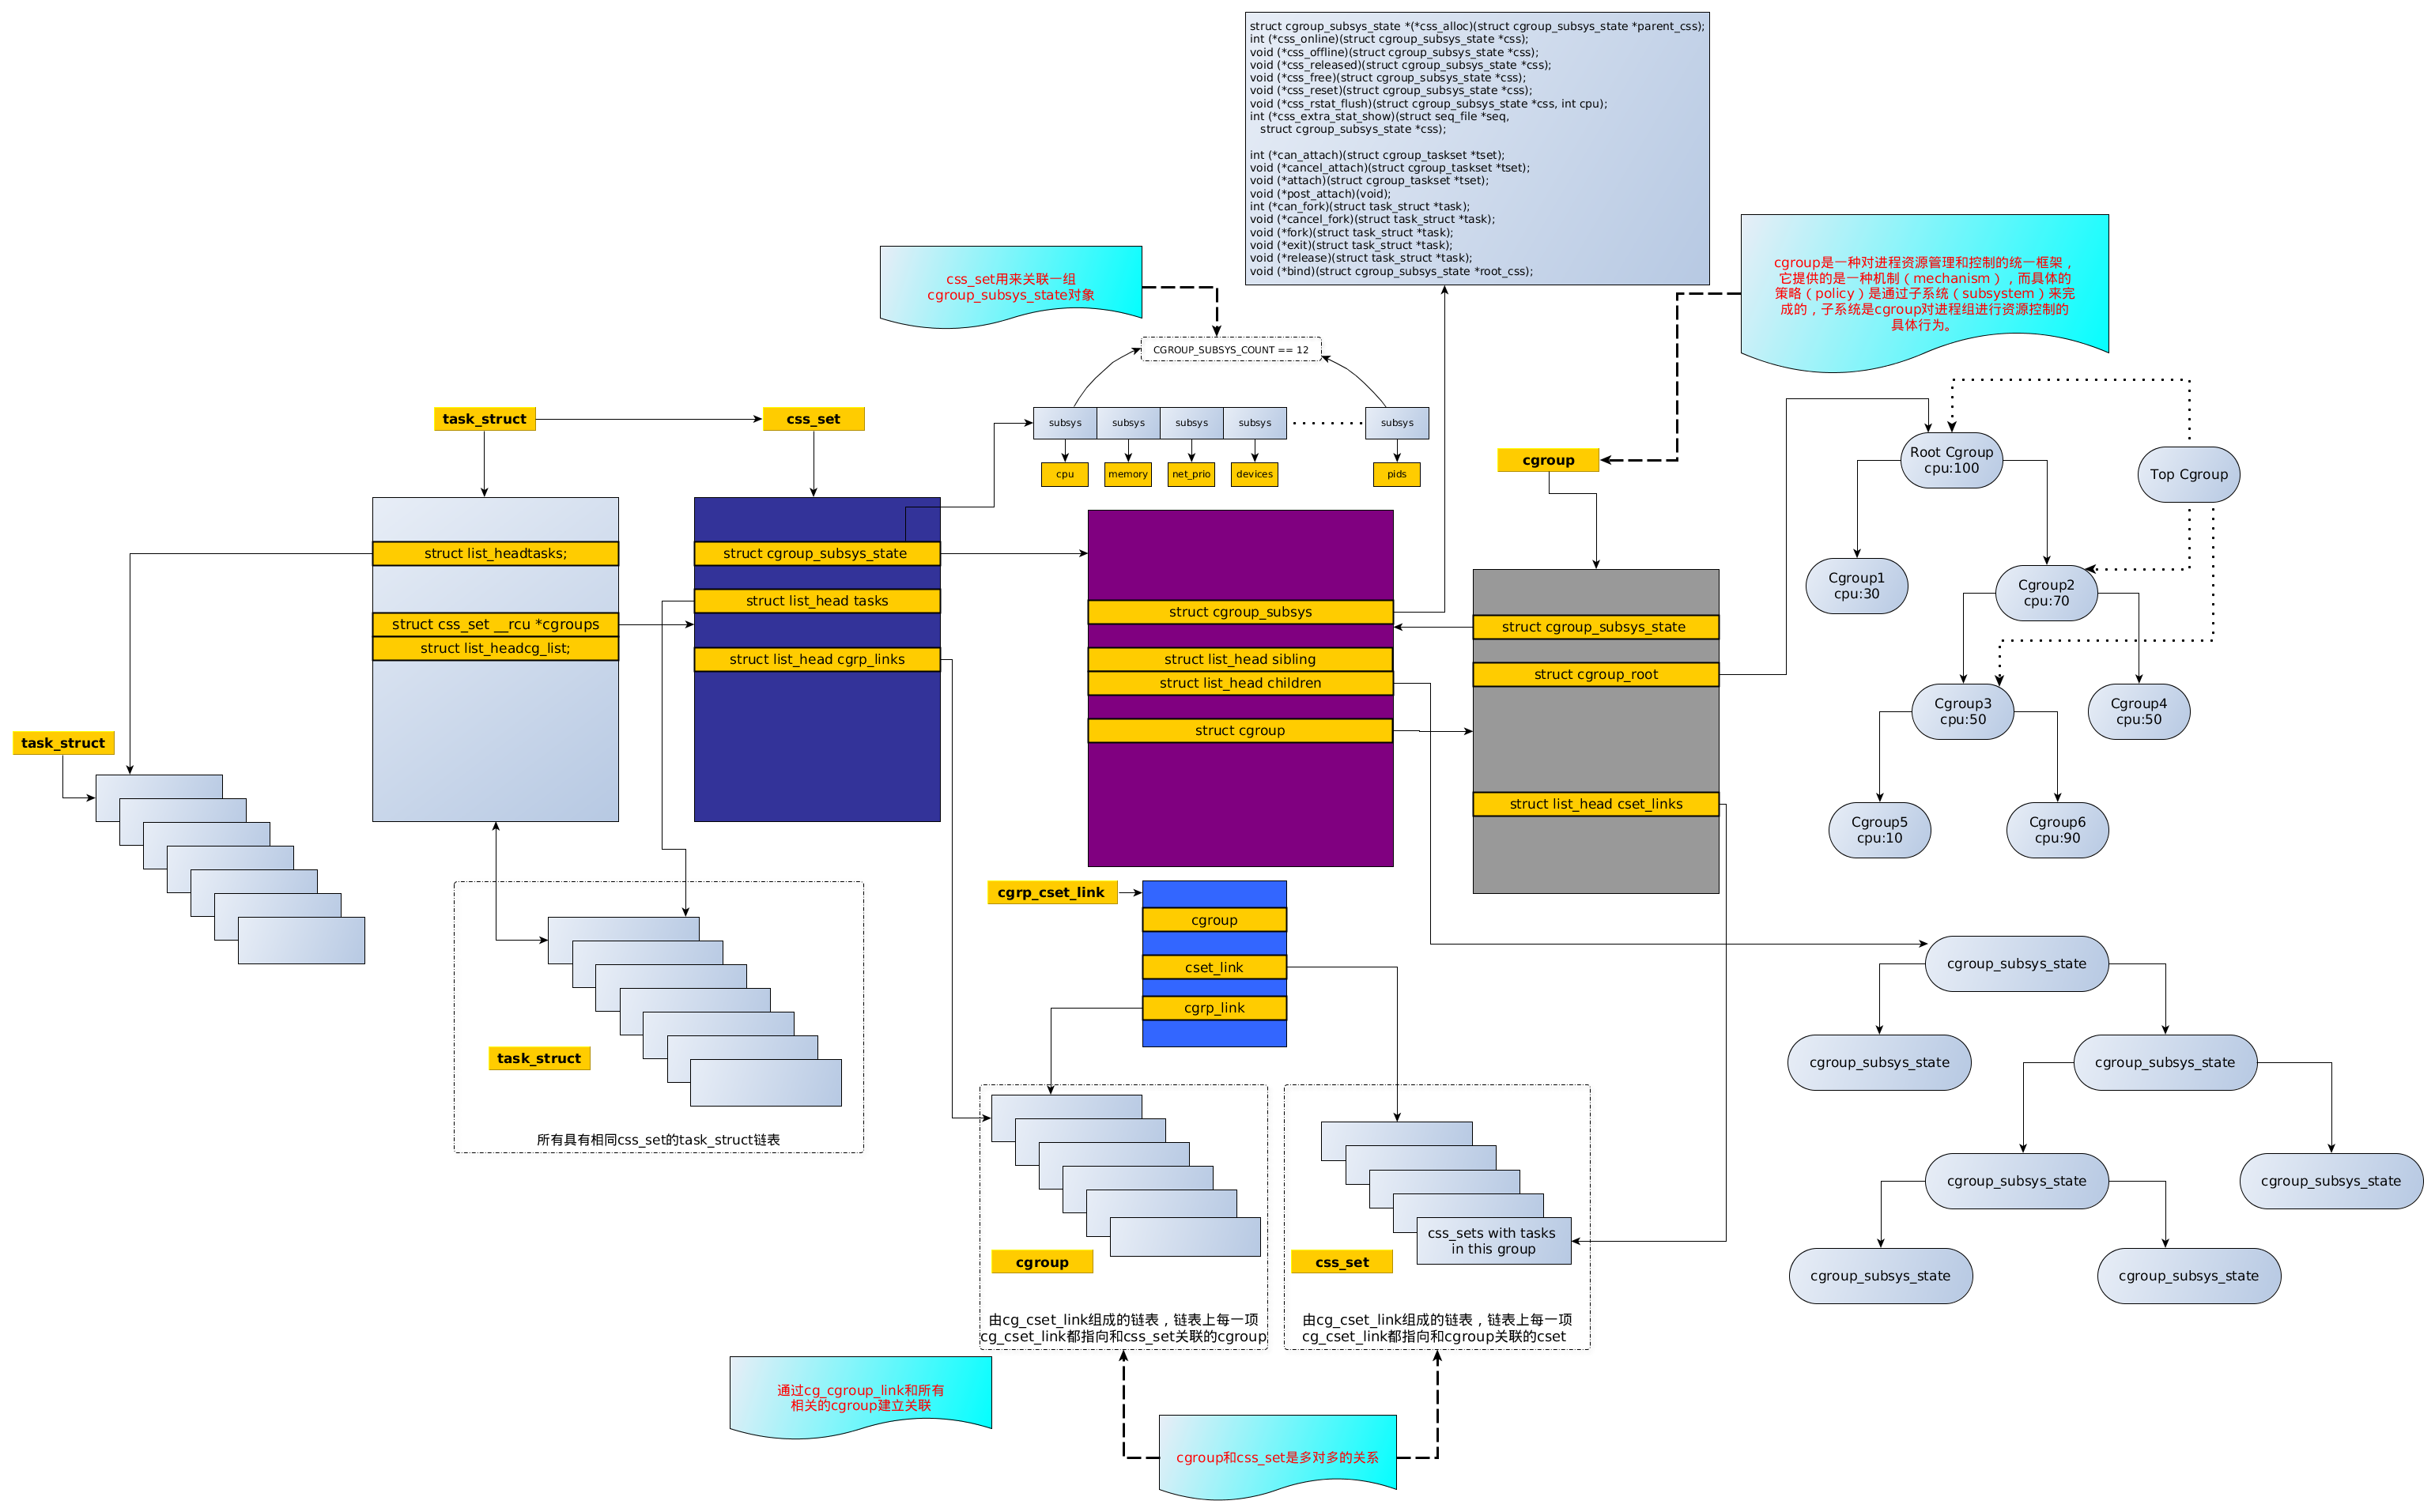 struct cgroup_subsys_state *(*css_alloc)(struct cgroup_subsys_state *parent_css);
int (*css_online)(struct cgroup_subsys_state *css);
void (*css_offline)(struct cgroup_subsys_state *css);
void (*css_released)(struct cgroup_subsys_state *css);
void (*css_free)(struct cgroup_subsys_state *css);
void (*css_reset)(struct cgroup_subsys_state *css);
void (*css_rstat_flush)(struct cgroup_subsys_state *css, int cpu);
int (*css_extra_stat_show)(struct seq_file *seq,
struct cgroup_subsys_state *css);
int (*can_attach)(struct cgroup_taskset *tset);
void (*cancel_attach)(struct cgroup_taskset *tset);
void (*attach)(struct cgroup_taskset *tset);
void (*post_attach)(void);
int (*can_fork)(struct task_struct *task);
void (*cancel_fork)(struct task_struct *task);
void (*fork)(struct task_struct *task);
void (*exit)(struct task_struct *task);
void (*release)(struct task_struct *task);
void (*bind)(struct cgroup_subsys_state *root_css);
css_set用来关联一组
cgroup_subsys_state对象
cgroup是一种对进程资源管理和控制的统一框架，
它提供的是一种机制（mechanism），而具体的
策略（policy）是通过子系统（subsystem）来完
成的，子系统是cgroup对进程组进行资源控制的
具体行为。
CGROUP_SUBSYS_COUNT == 12
task_struct
css_set
subsys
subsys
subsys
subsys
subsys
cpu
memory
net_prio
devices
pids
cgroup
Root Cgroup
cpu:100
Top Cgroup
Cgroup1
cpu:30
Cgroup2
cpu:70
Cgroup3
cpu:50
Cgroup4
cpu:50
Cgroup5
cpu:10
Cgroup6
cpu:90
struct list_headtasks;
struct css_set __rcu *cgroups
struct list_headcg_list;
struct cgroup_subsys_state
struct list_head tasks
struct list_head cgrp_links
struct cgroup_subsys
struct list_head sibling
struct list_head children
struct cgroup
struct cgroup_subsys_state
struct cgroup_root
struct list_head cset_links
task_struct
cgrp_cset_link
cgroup
cset_link
cgrp_link
task_struct
所有具有相同css_set的task_struct链表
cgroup_subsys_state
cgroup_subsys_state
cgroup_subsys_state
cgroup_subsys_state
cgroup_subsys_state
cgroup_subsys_state
cgroup_subsys_state
css_sets with tasks
in this group
cgroup
css_set
由cg_cset_link组成的链表，链表上每一项
cg_cset_link都指向和css_set关联的cgroup
由cg_cset_link组成的链表，链表上每一项
cg_cset_link都指向和cgroup关联的cset
通过cg_cgroup_link和所有
相关的cgroup建立关联
cgroup和css_set是多对多的关系